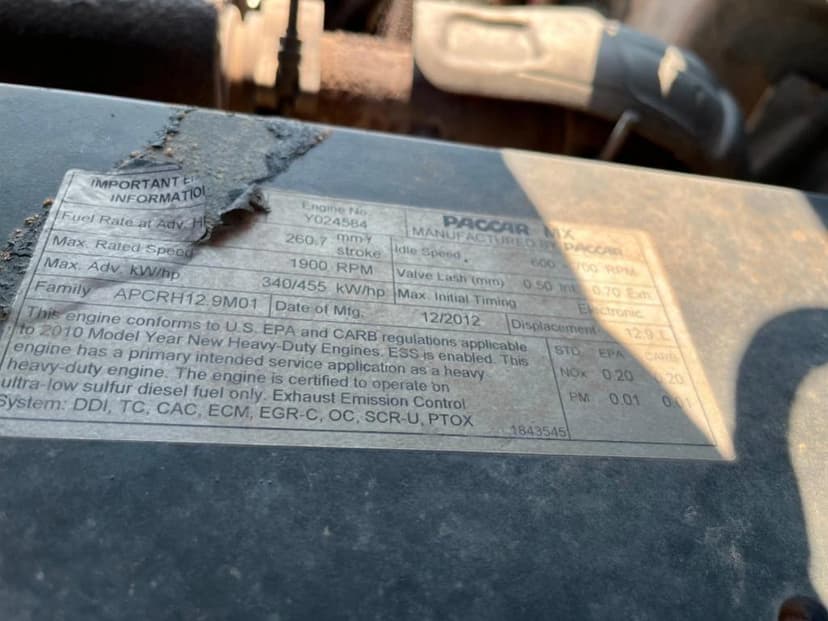 IMPORTANT E
INFORMATIO
Engine No.
Y024584
PACCAR MX
MANUFACTURED BY PACCAR
Fuel Rate at Adv. H
260.7 mm³/
stroke
Idle Speed
600 - 700 RPM
Max. Rated Speed
1900 RPM
Valve Lash (mm) 0.50 Int. 0.70 Exh.
Max. Adv. kW/hp
340/455 kW/hp
Max. Initial Timing
Electronic
Family APCRH12.9M01
Date of Mfg. 12/2012
Displacement 12.9 L
This engine conforms to U.S. EPA and CARB regulations applicable
to 2010 Model Year New Heavy-Duty Engines. ESS is enabled. This
engine has a primary intended service application as a heavy
heavy-duty engine. The engine is certified to operate on
ultra-low sulfur diesel fuel only. Exhaust Emission Control
System: DDI, TC, CAC, ECM, EGR-C, OC, SCR-U, PTOX
1843545
STD. EPA CARB
NOx 0.20 0.20
PM 0.01 0.01